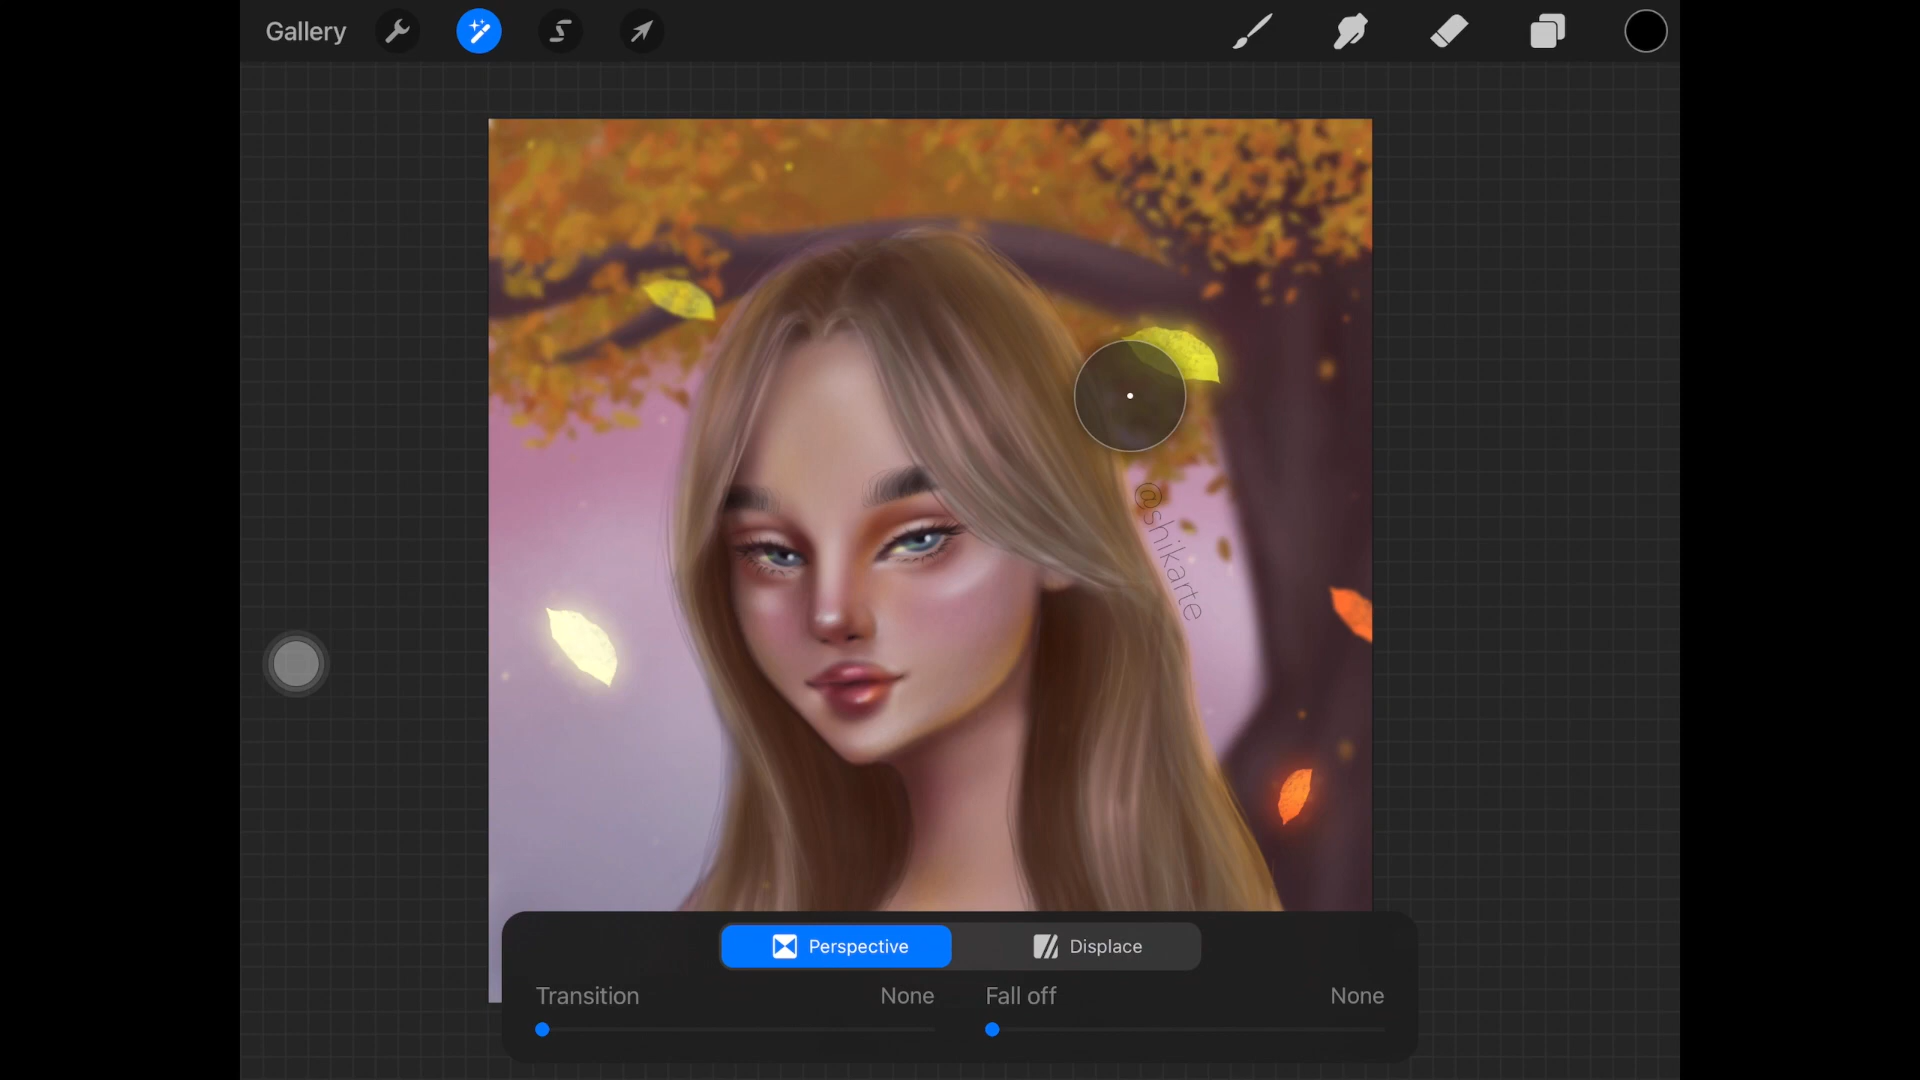 Gallery
@shikarte
Perspective
Displace
Transition
None
Fall off
None